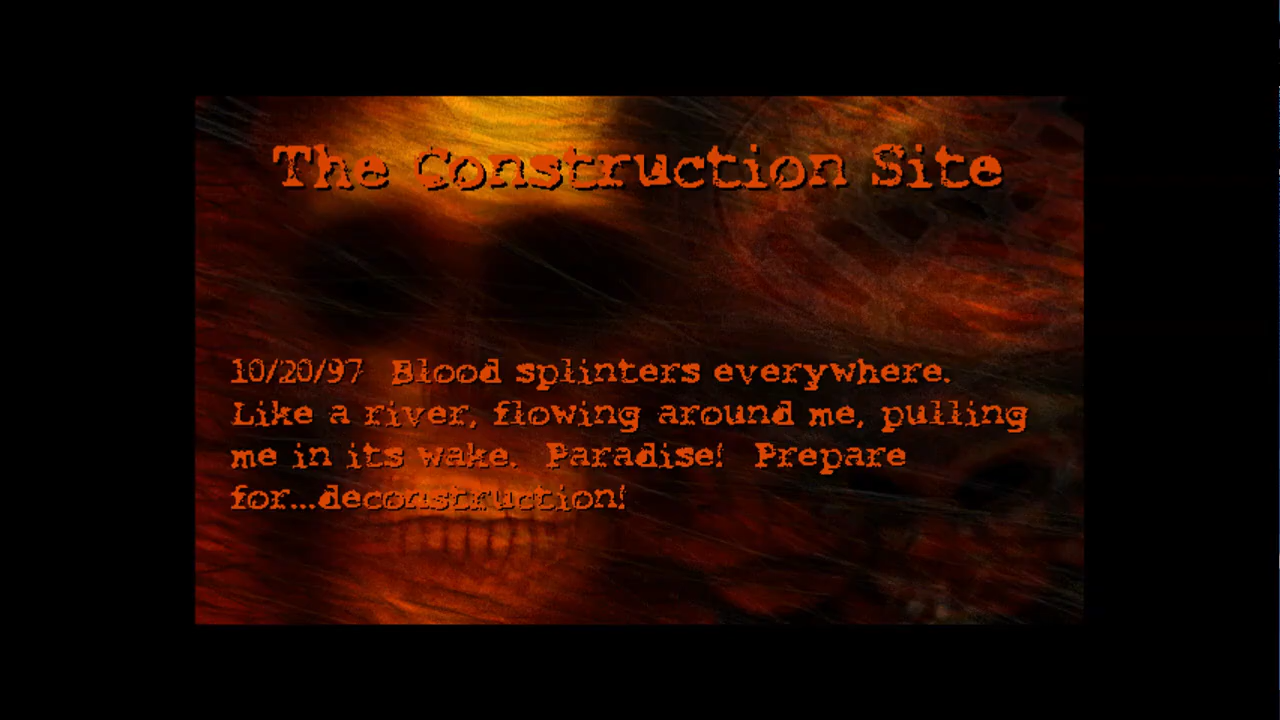 The Construction Site
10/20/97  Blood splinters everywhere.
Like a river, flowing around me, pulling
me in its wake.  Paradise!  Prepare
for...deconstruction!